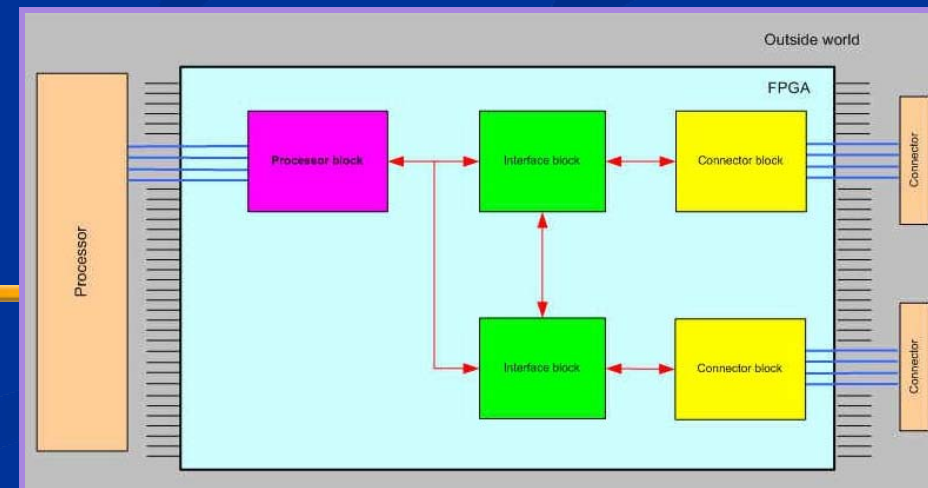 Outside world
FPGA
Processor
Processor block
Interface block
Connector block
Connector
Interface block
Connector block
Connector